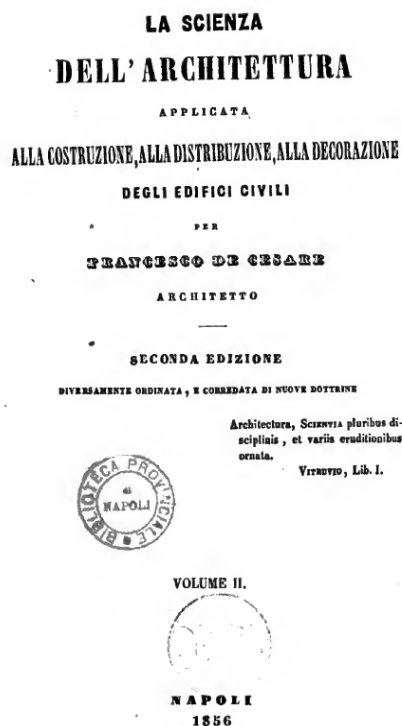 LA SCIENZA
DELL' ARCHITETTURA
APPLICATA
ALLA COSTRUZIONE, ALLA DISTRIBUZIONE, ALLA DECORAZIONE
DEGLI EDIFICI CIVILI
PER
FRANCESCO DE CESARE
ARCHITETTO
SECONDA EDIZIONE
DIVERSAMENTE ORDINATA, E CORREDATA DI NUOVE DOTTRINE
Architectura, SCIENTIA pluribus di-
sciplinis, et variis eruditionibus
ornata.
VITRUVIO, Lib. I.
BIBLIOTECA PROVINCIALE
di
NAPOLI
VOLUME II.
NAPOLI
1856